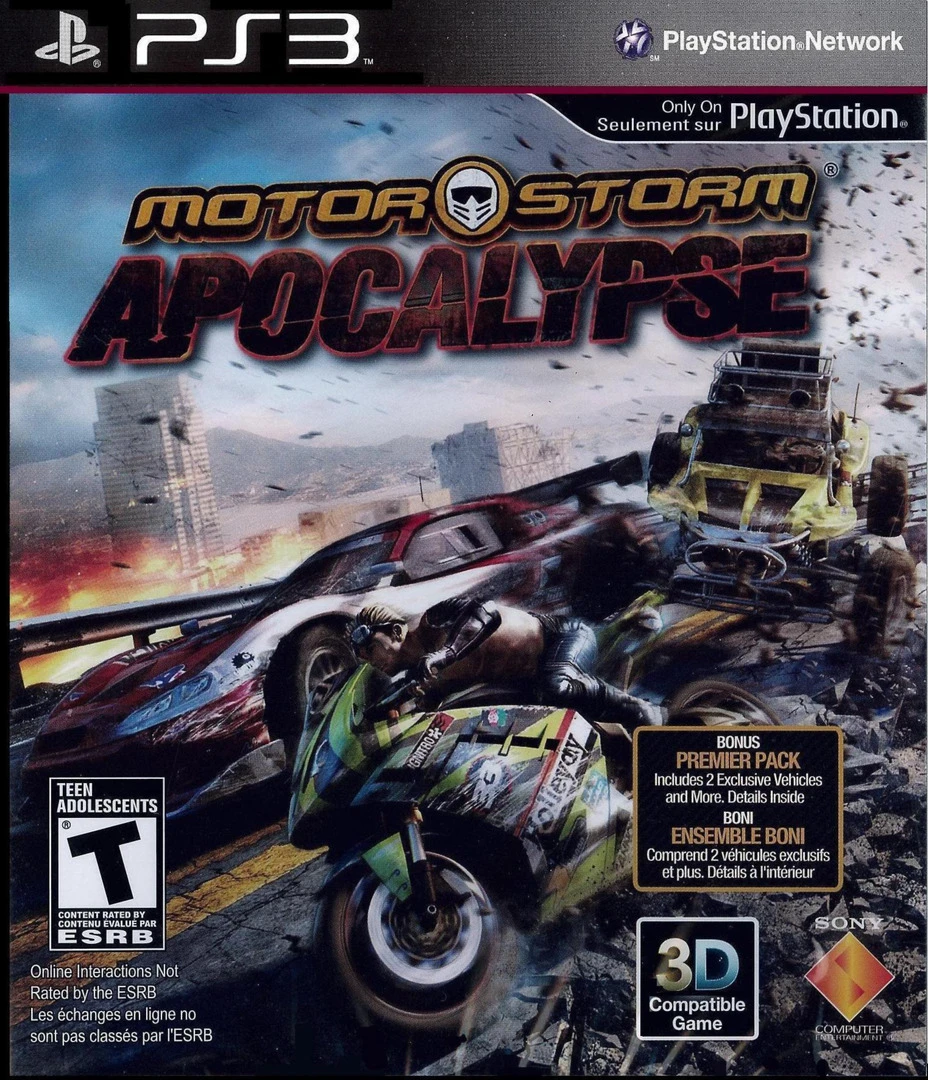 PS3 ™
PlayStation®Network
SM
Only On
Seulement sur PlayStation®
MOTORSTORM®
APOCALYPSE
BONUS
PREMIER PACK
Includes 2 Exclusive Vehicles
and More. Details Inside
BONI
ENSEMBLE BONI
Comprend 2 véhicules exclusifs
et plus. Détails à l'intérieur
TEEN
ADOLESCENTS
® T
CONTENT RATED BY
CONTENU ÉVALUÉ PAR
ESRB
Online Interactions Not
Rated by the ESRB
Les échanges en ligne no
sont pas classés par l'ESRB
3D
Compatible
Game
SONY
COMPUTER
ENTERTAINMENT®